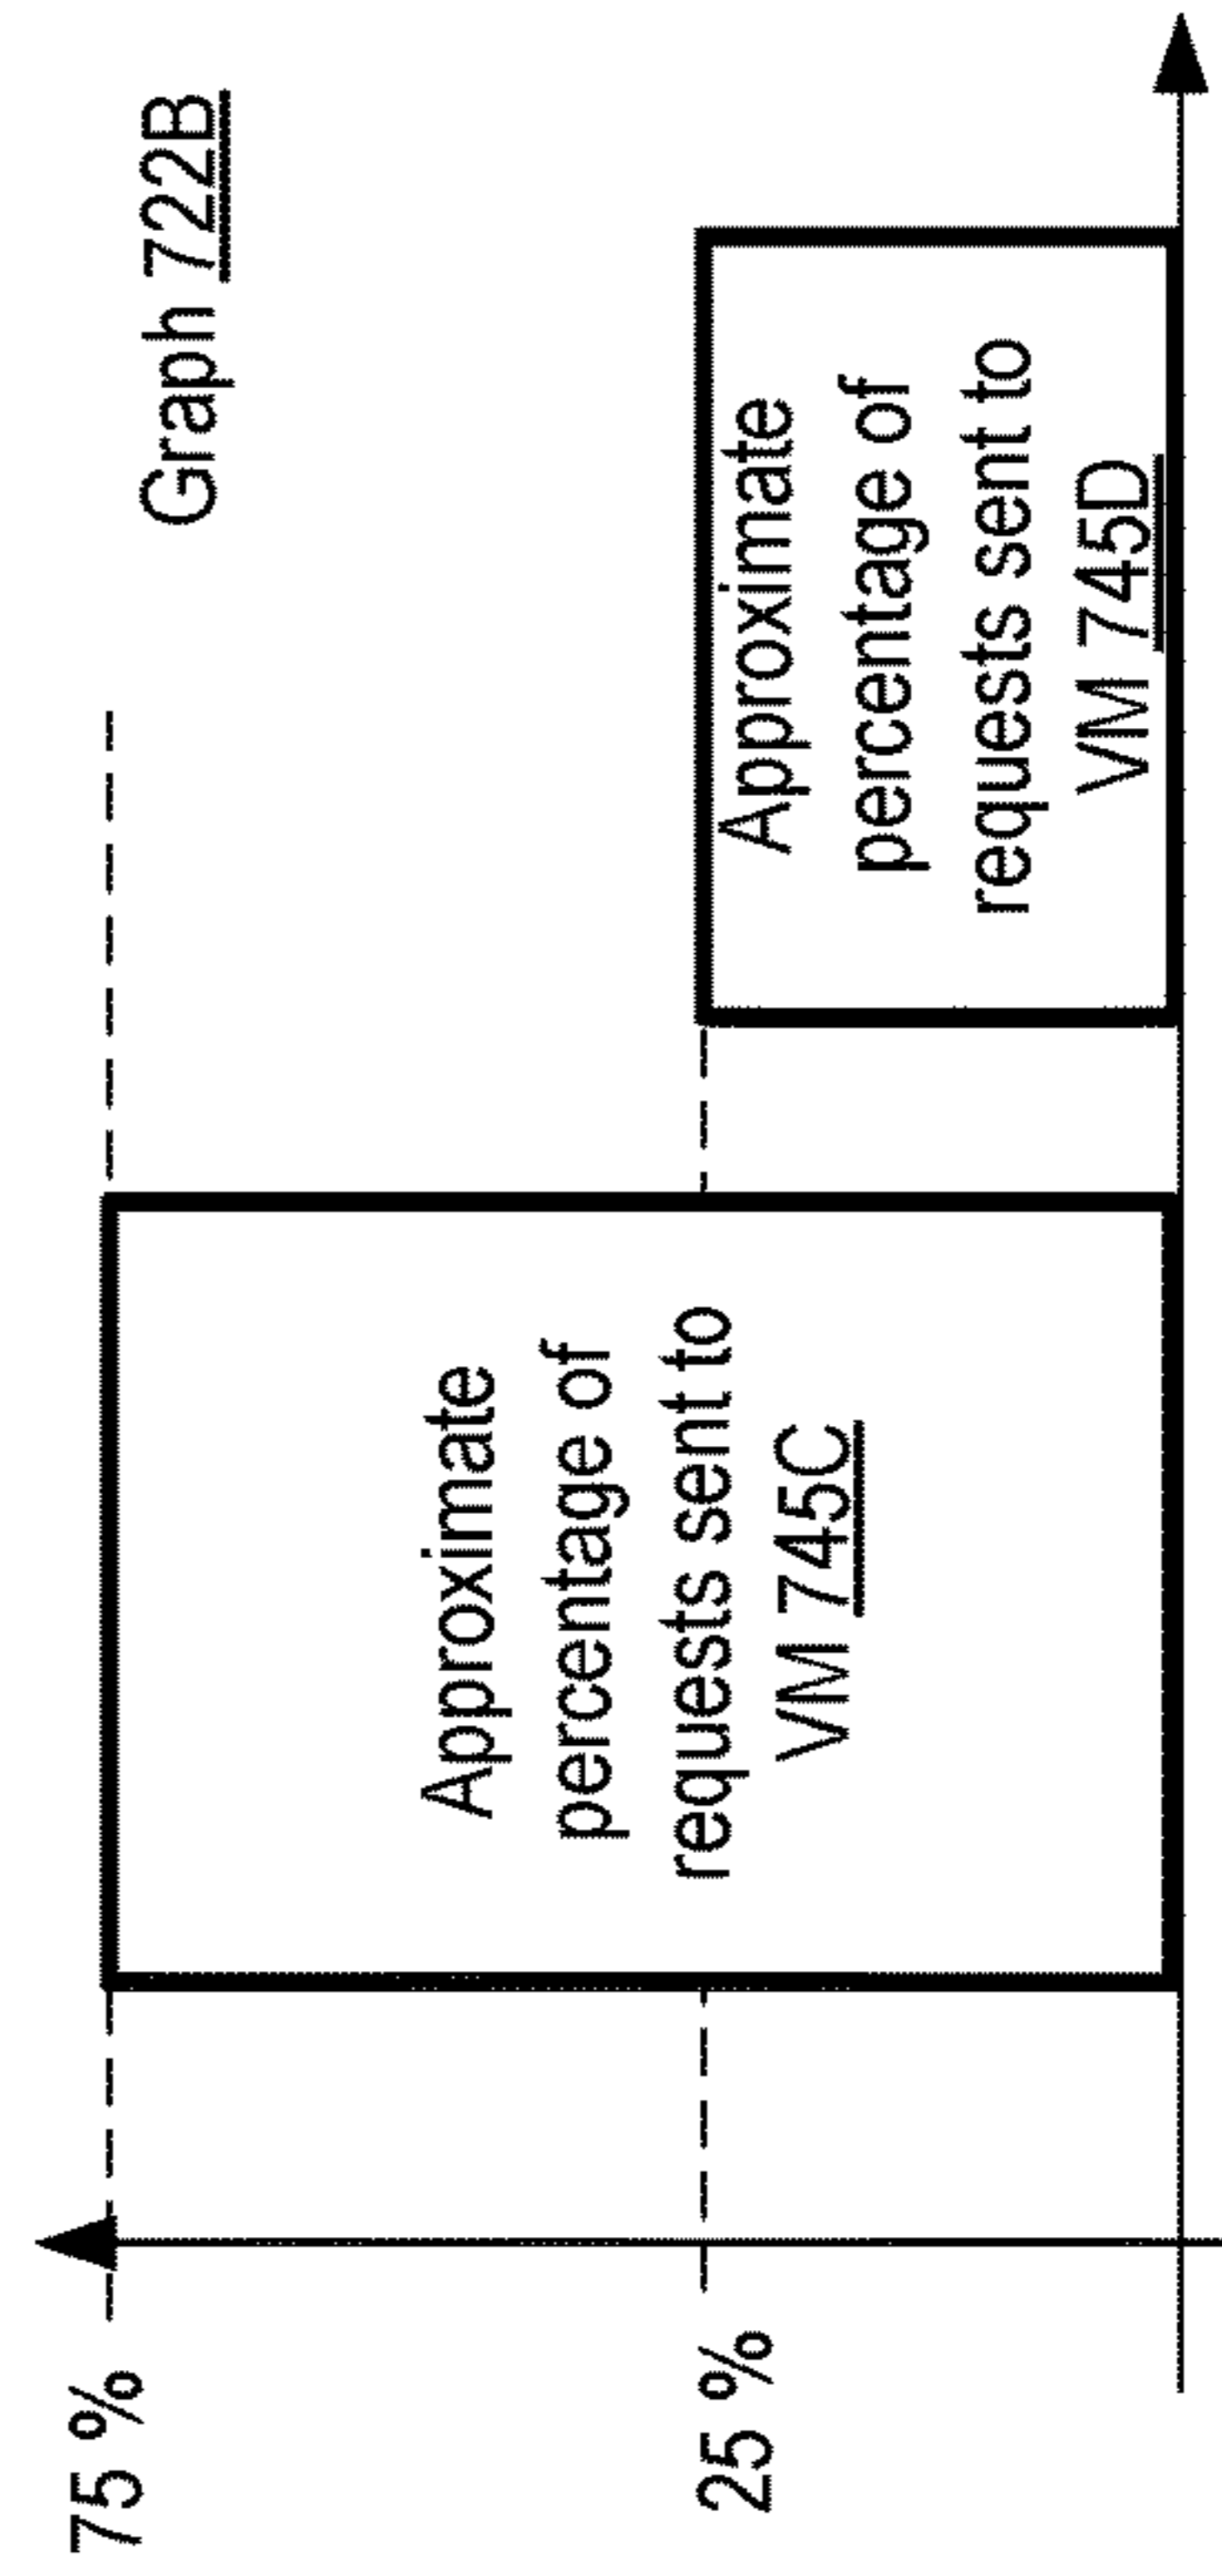 Graph 722B
75 %
25 %
Approximate
percentage of
requests sent to
VM 745C
Approximate
percentage of
requests sent to
VM 745D